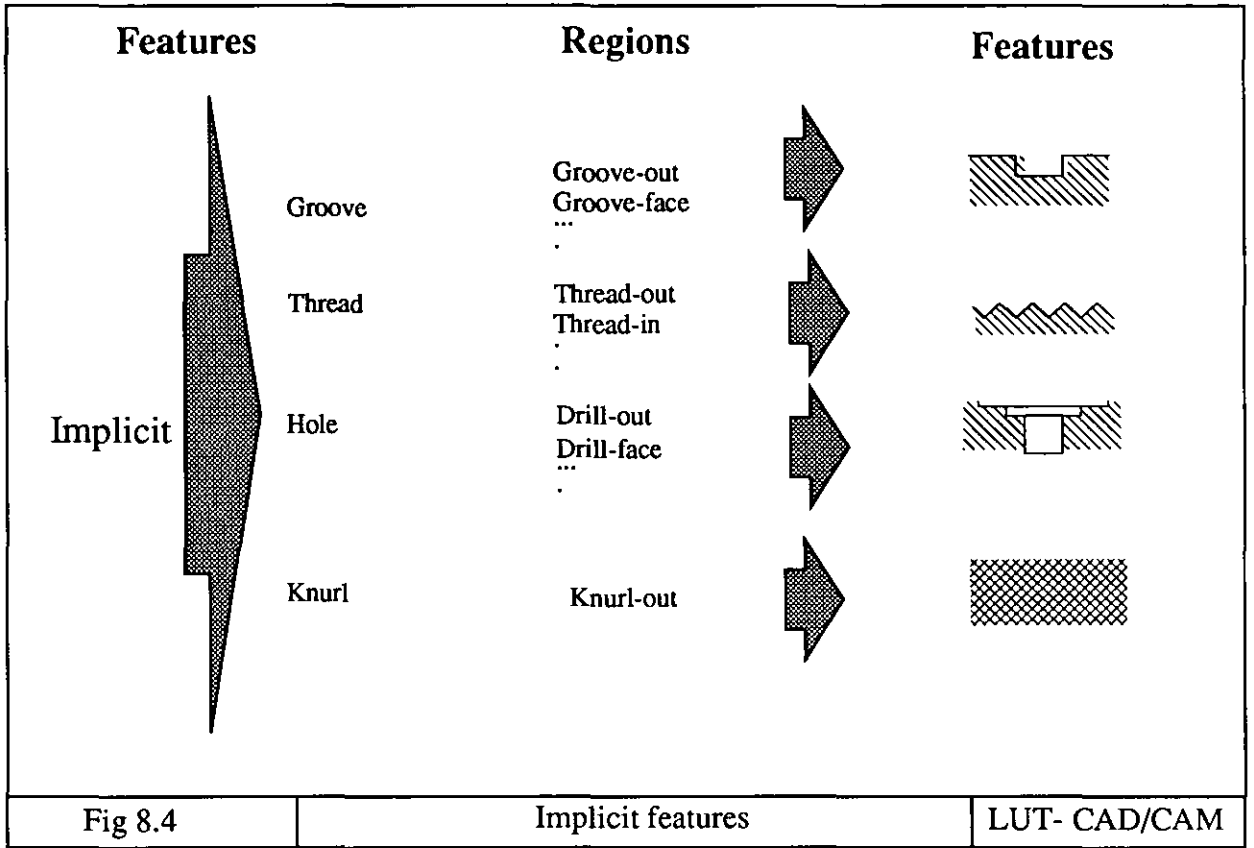 Features
Regions
Features
Implicit
Groove
Groove-out
Groove-face
...
.
Thread
Thread-out
Thread-in
.
.
Hole
Drill-out
Drill-face
...
.
Knurl
Knurl-out
Fig 8.4
Implicit features
LUT- CAD/CAM